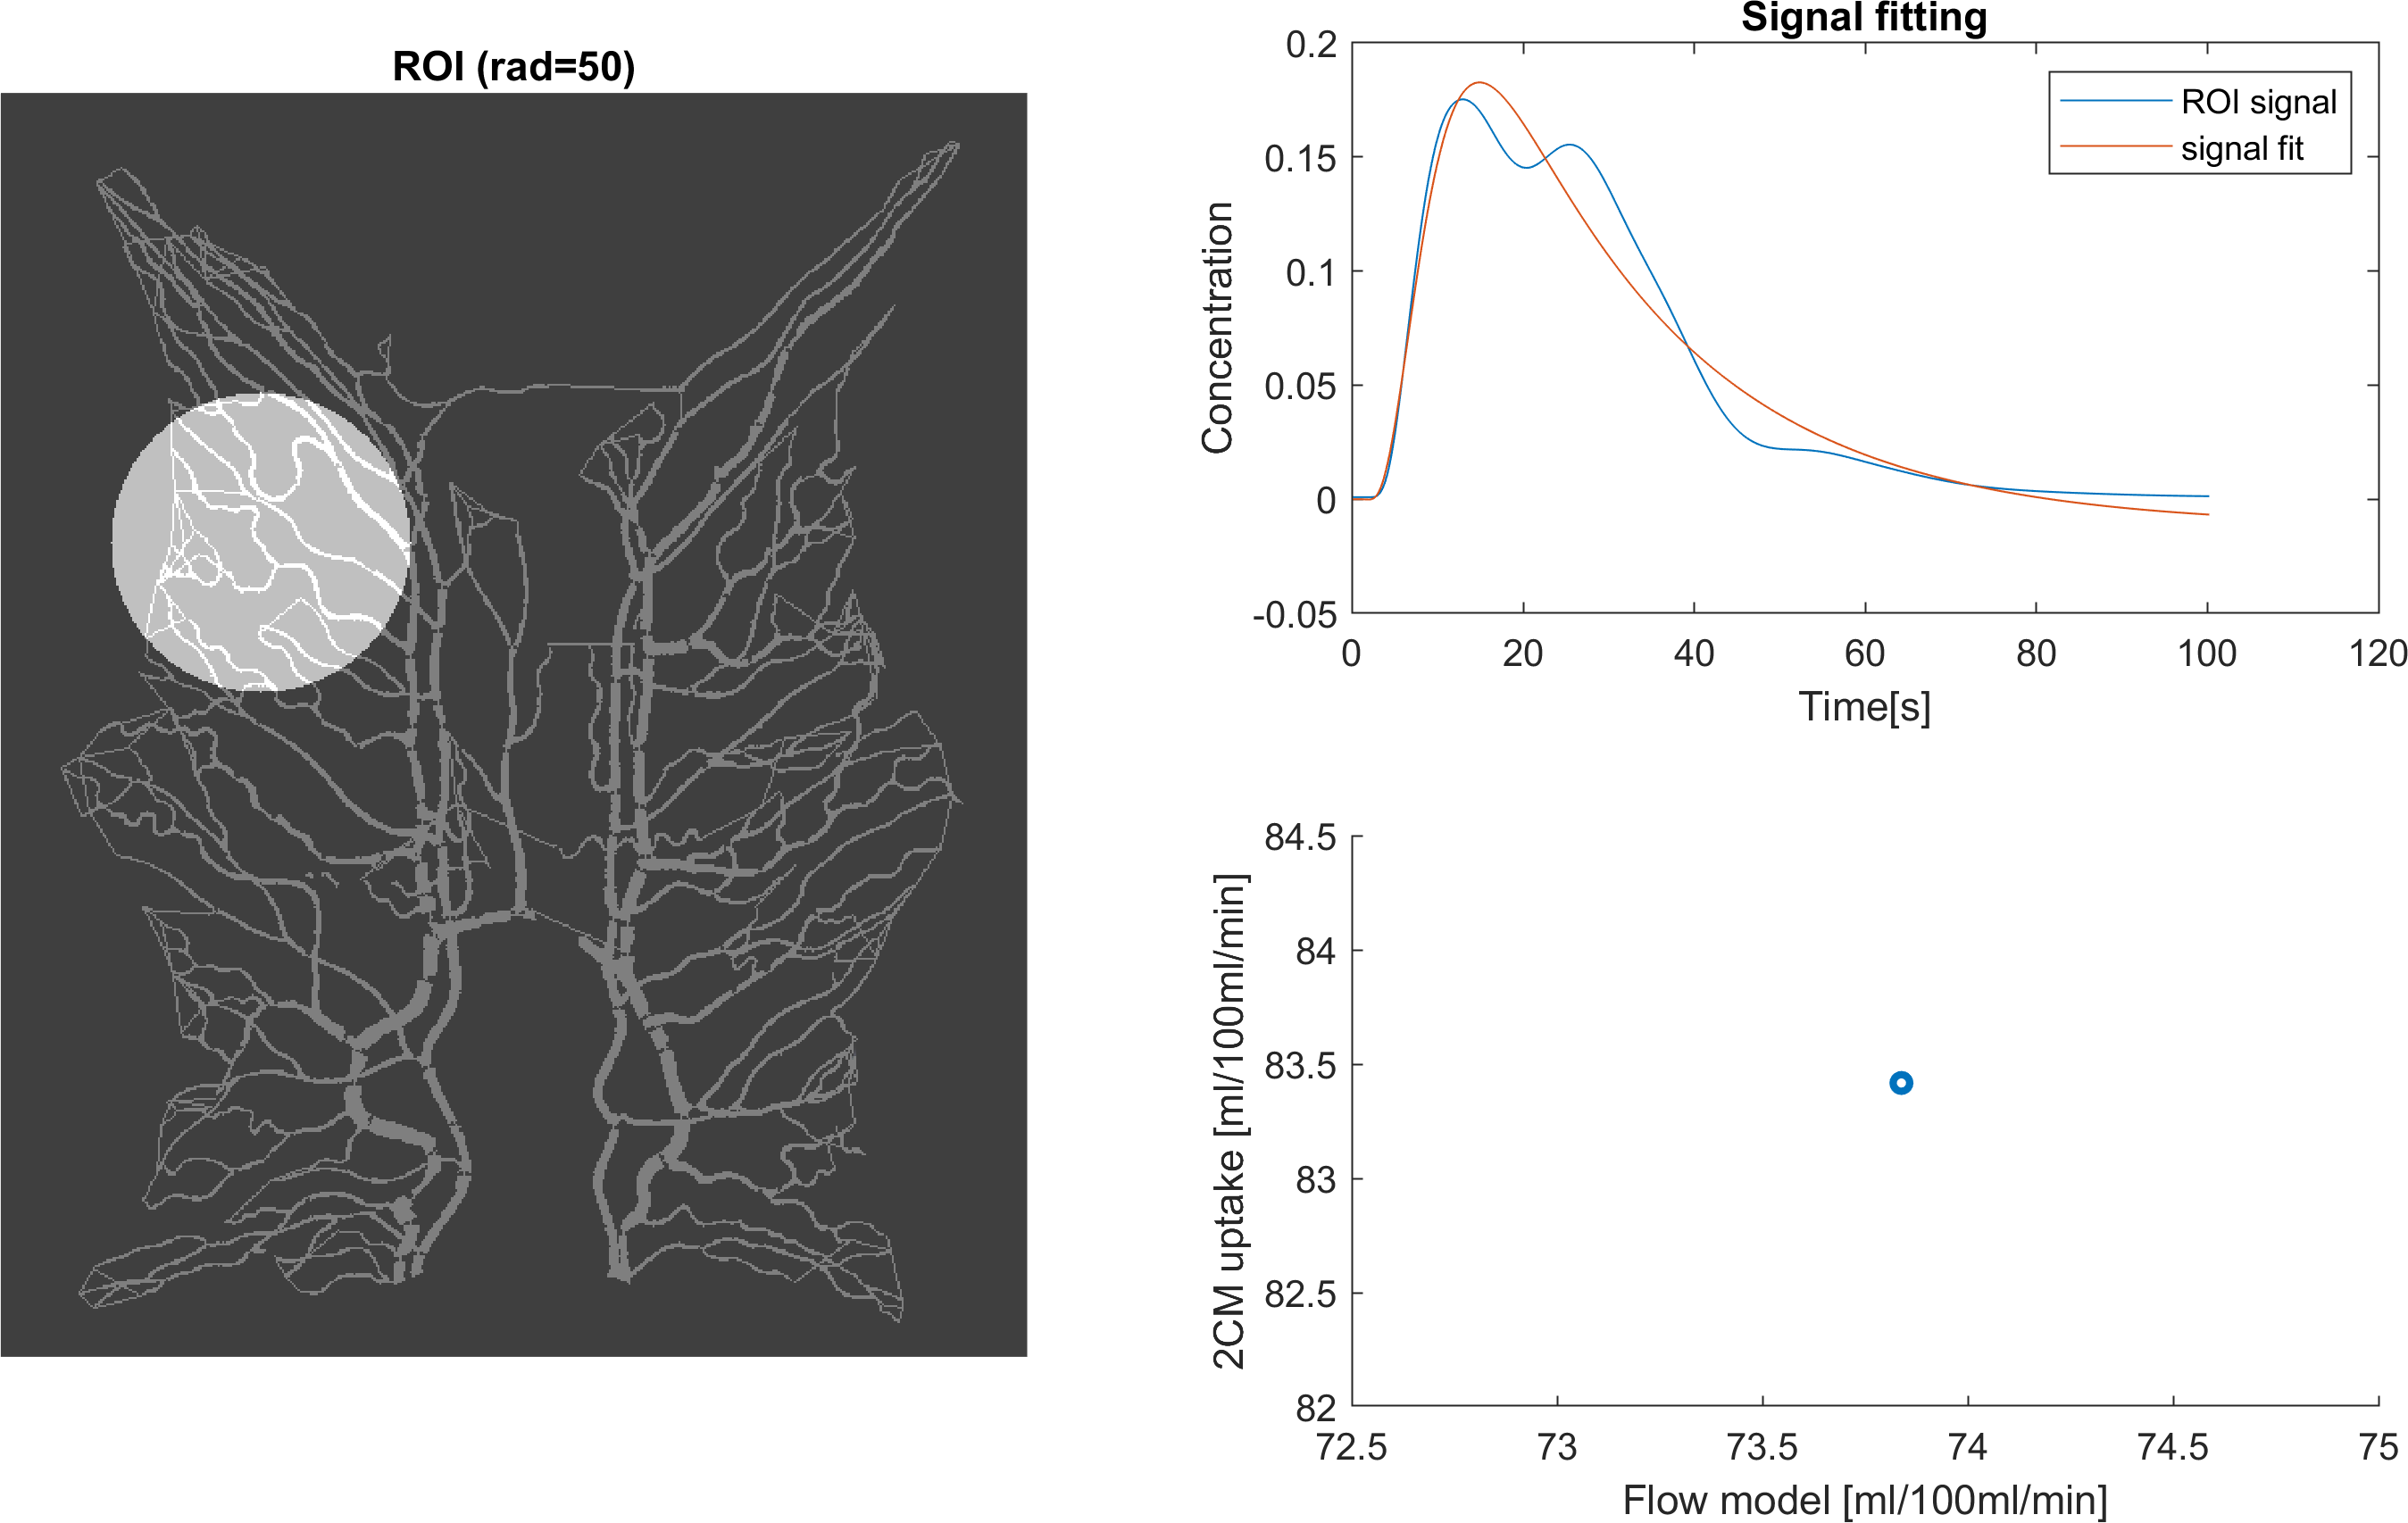 ROI (rad=50)
Signal fitting
0.2
0.15
0.1
0.05
0
-0.05
Concentration
ROI signal
signal fit
0 20 40 60 80 100 120
Time[s]
84.5
84
83.5
83
82.5
82
2CM uptake [ml/100ml/min]
72.5 73 73.5 74 74.5 75
Flow model [ml/100ml/min]